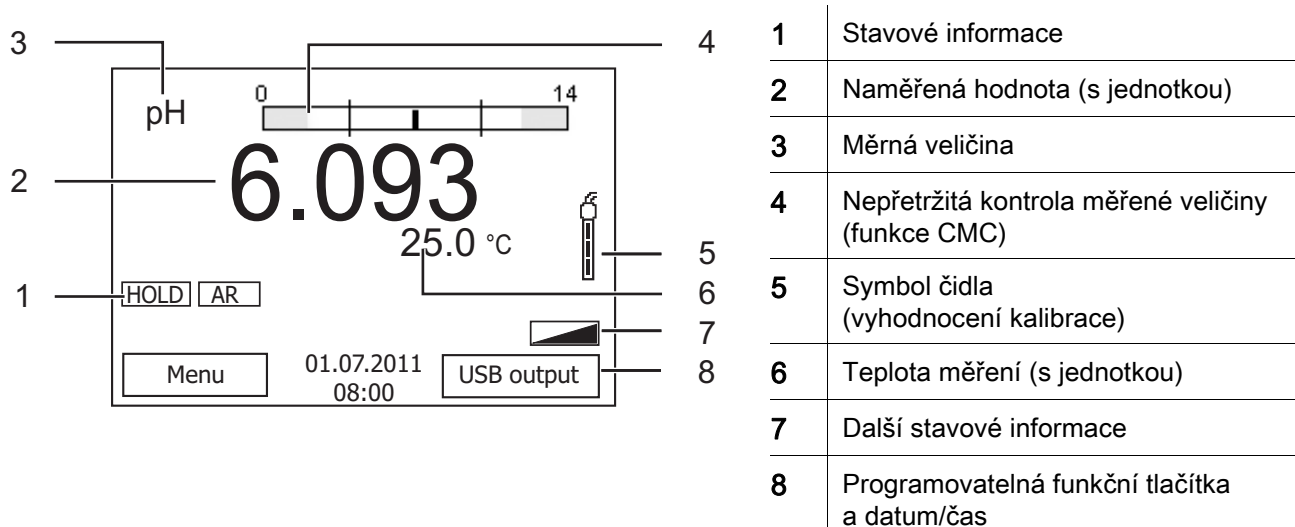 3
4
pH
0
14
2
6.093
25.0 °C
5
1
HOLD AR
6
7
Menu
01.07.2011
08:00
USB output
8
1 Stavové informace
2 Naměřená hodnota (s jednotkou)
3 Měrná veličina
4 Nepřetržitá kontrola měřené veličiny
(funkce CMC)
5 Symbol čidla
(vyhodnocení kalibrace)
6 Teplota měření (s jednotkou)
7 Další stavové informace
8 Programovatelná funkční tlačítka
a datum/čas